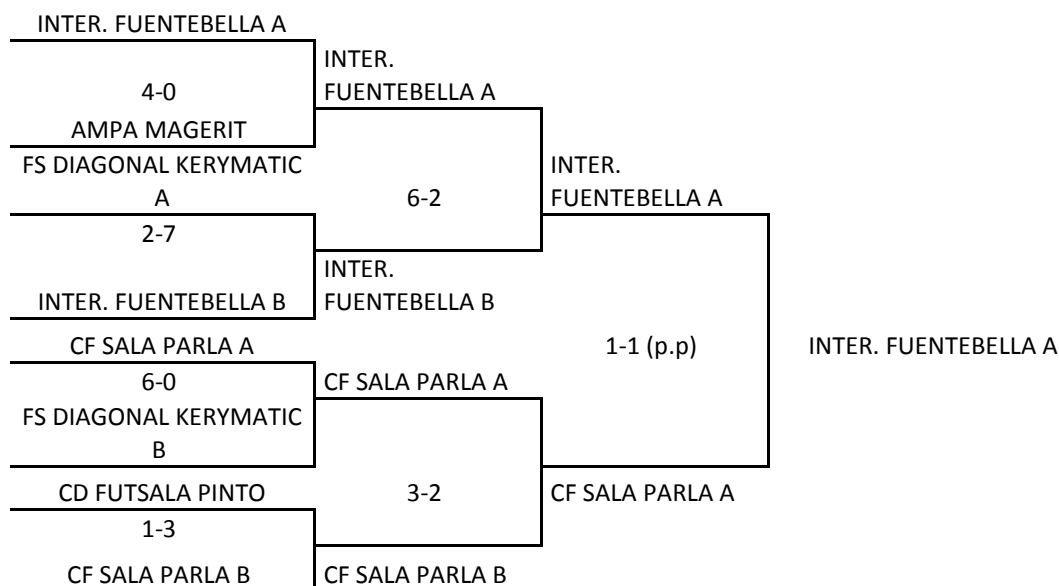 INTER. FUENTEBELLA A
INTER.
FUENTEBELLA A
4-0
AMPA MAGERIT
FS DIAGONAL KERYMATIC
A
INTER.
FUENTEBELLA A
6-2
2-7
INTER.
FUENTEBELLA B
INTER. FUENTEBELLA B
CF SALA PARLA A
1-1 (p.p)
INTER. FUENTEBELLA A
6-0
CF SALA PARLA A
FS DIAGONAL KERYMATIC
B
CD FUTSALA PINTO
3-2
CF SALA PARLA A
1-3
CF SALA PARLA B
CF SALA PARLA B